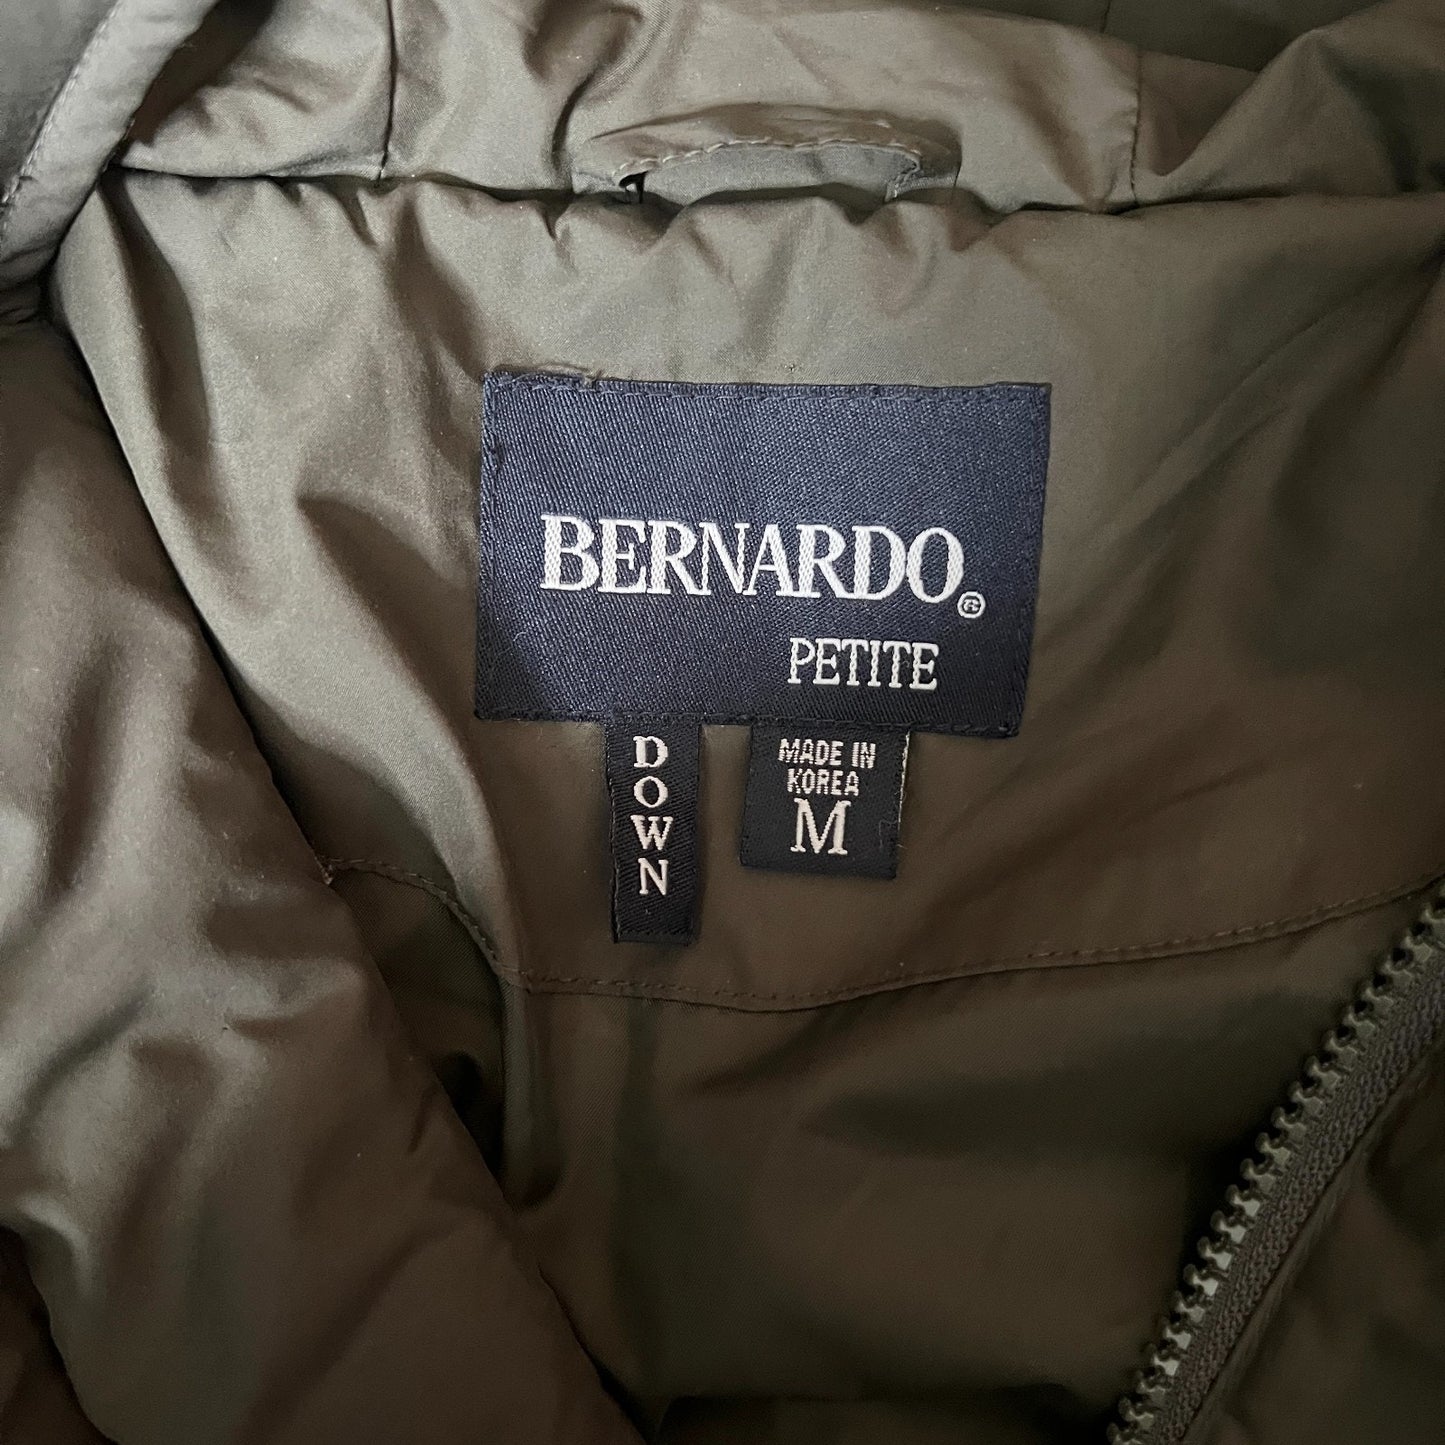 BERNARDO®
PETITE
DOWN
MADE IN
KOREA
M